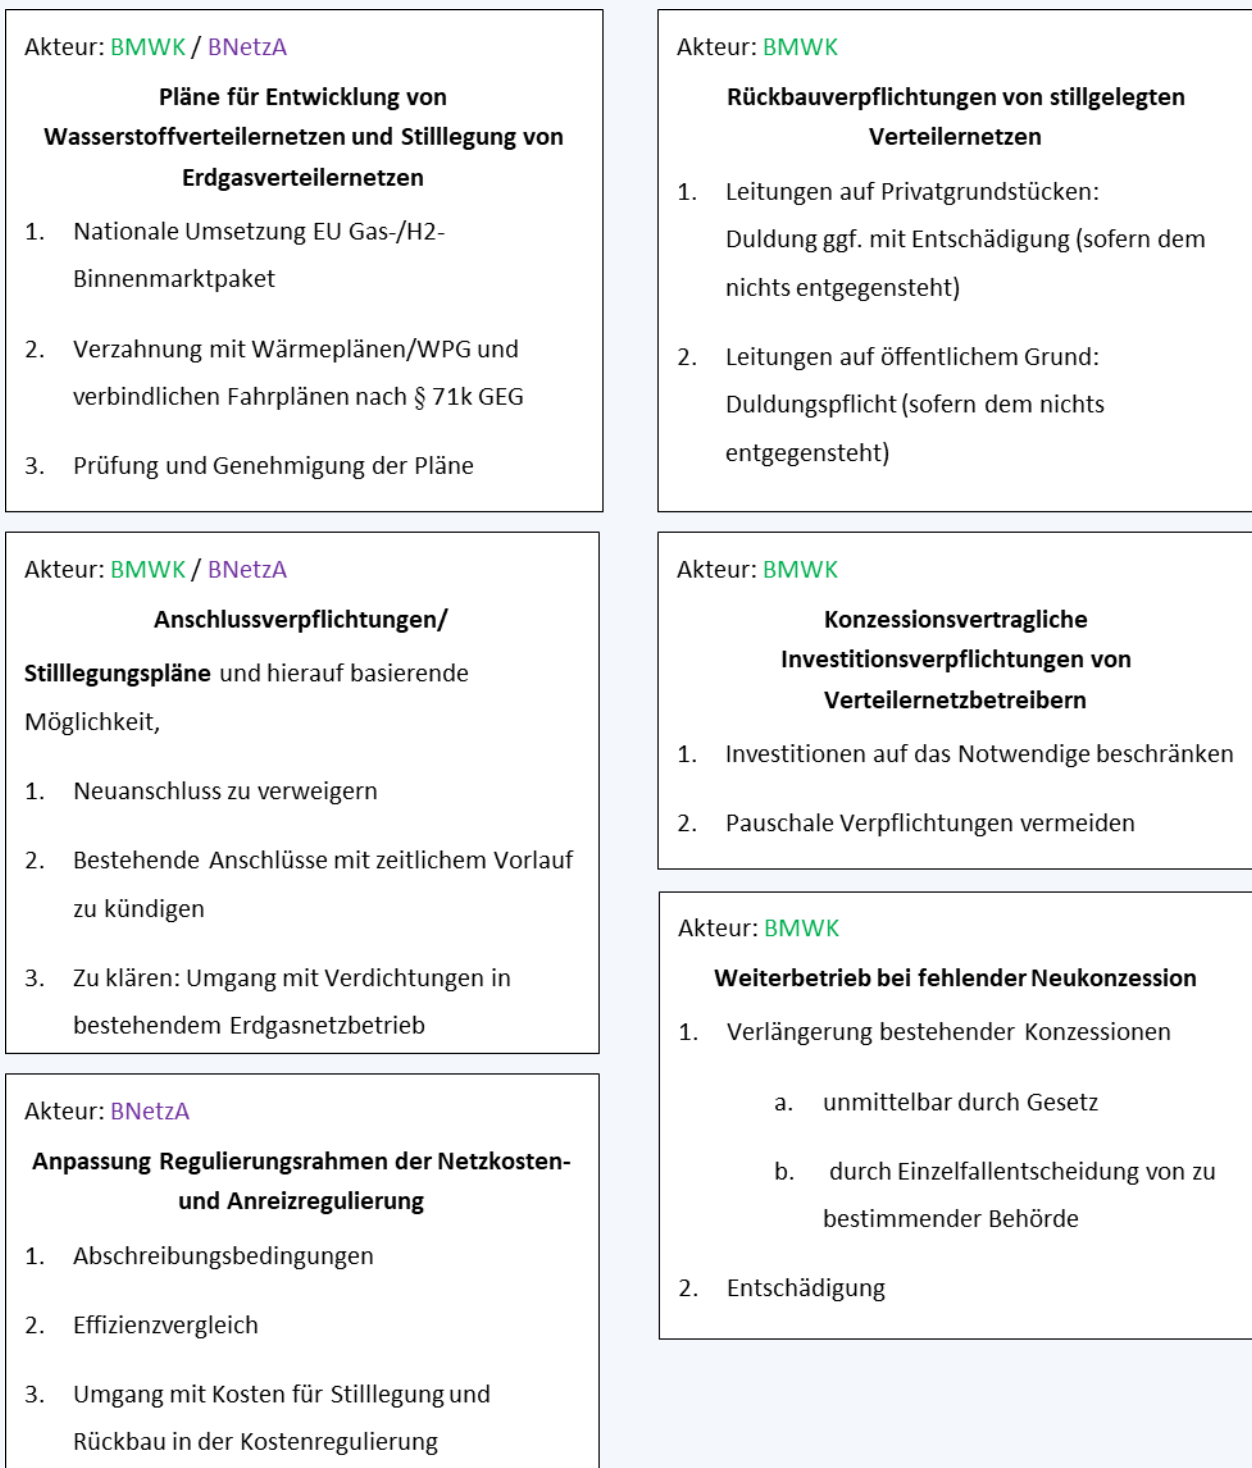 Akteur: BMWK / BNetzA
Pläne für Entwicklung von
Wasserstoffverteilernetzen und Stilllegung von
Erdgasverteilernetzen
1. Nationale Umsetzung EU Gas-/H2-
Binnenmarktpaket
2. Verzahnung mit Wärmeplänen/WPG und
verbindlichen Fahrplänen nach § 71k GEG
3. Prüfung und Genehmigung der Pläne
Akteur: BMWK / BNetzA
Anschlussverpflichtungen/
Stilllegungspläne und hierauf basierende
Möglichkeit,
1. Neuanschluss zu verweigern
2. Bestehende Anschlüsse mit zeitlichem Vorlauf
zu kündigen
3. Zu klären: Umgang mit Verdichtungen in
bestehendem Erdgasnetzbetrieb
Akteur: BNetzA
Anpassung Regulierungsrahmen der Netzkosten-
und Anreizregulierung
1. Abschreibungsbedingungen
2. Effizienzvergleich
3. Umgang mit Kosten für Stilllegung und
Rückbau in der Kostenregulierung
Akteur: BMWK
Rückbauverpflichtungen von stillgelegten
Verteilernetzen
1. Leitungen auf Privatgrundstücken:
Duldung ggf. mit Entschädigung (sofern dem
nichts entgegensteht)
2. Leitungen auf öffentlichem Grund:
Duldungspflicht (sofern dem nichts
entgegensteht)
Akteur: BMWK
Konzessionsvertragliche
Investitionsverpflichtungen von
Verteilernetzbetreibern
1. Investitionen auf das Notwendige beschränken
2. Pauschale Verpflichtungen vermeiden
Akteur: BMWK
Weiterbetrieb bei fehlender Neukonzession
1. Verlängerung bestehender Konzessionen
a. unmittelbar durch Gesetz
b. durch Einzelfallentscheidung von zu
bestimmender Behörde
2. Entschädigung